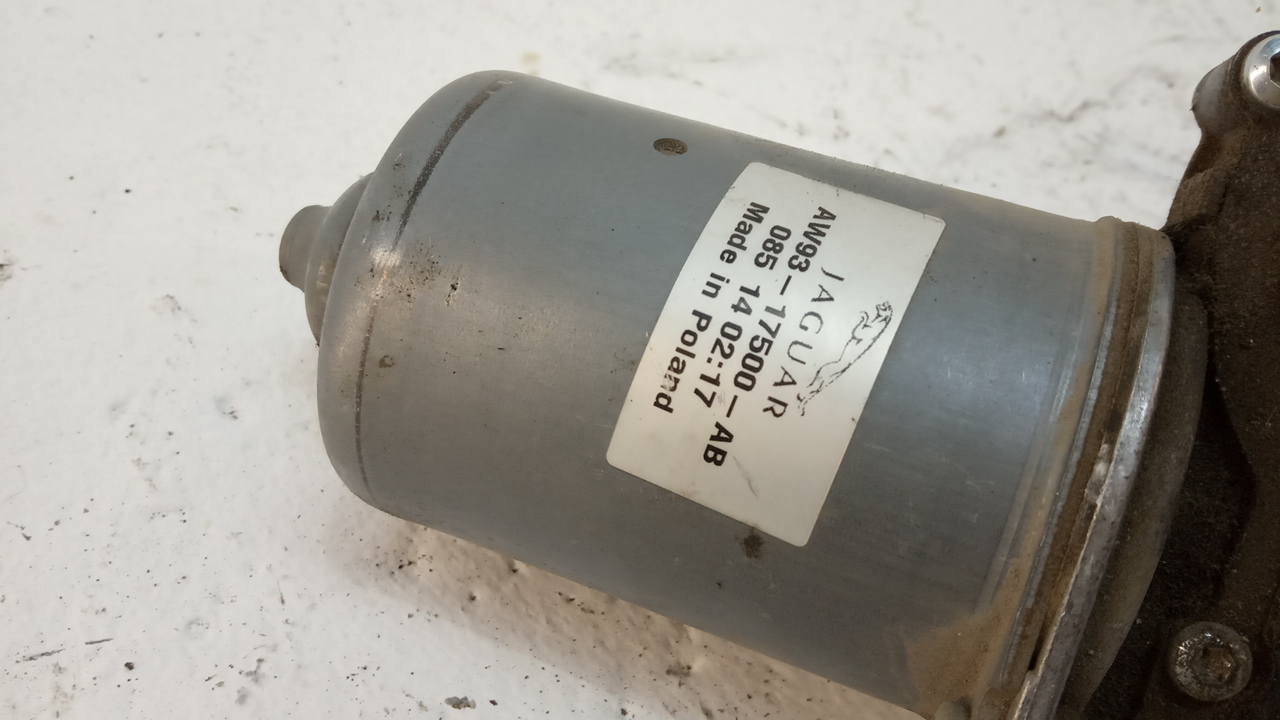 JAGUAR
AW93-17500-AB
085 14 02:17
Made in Poland